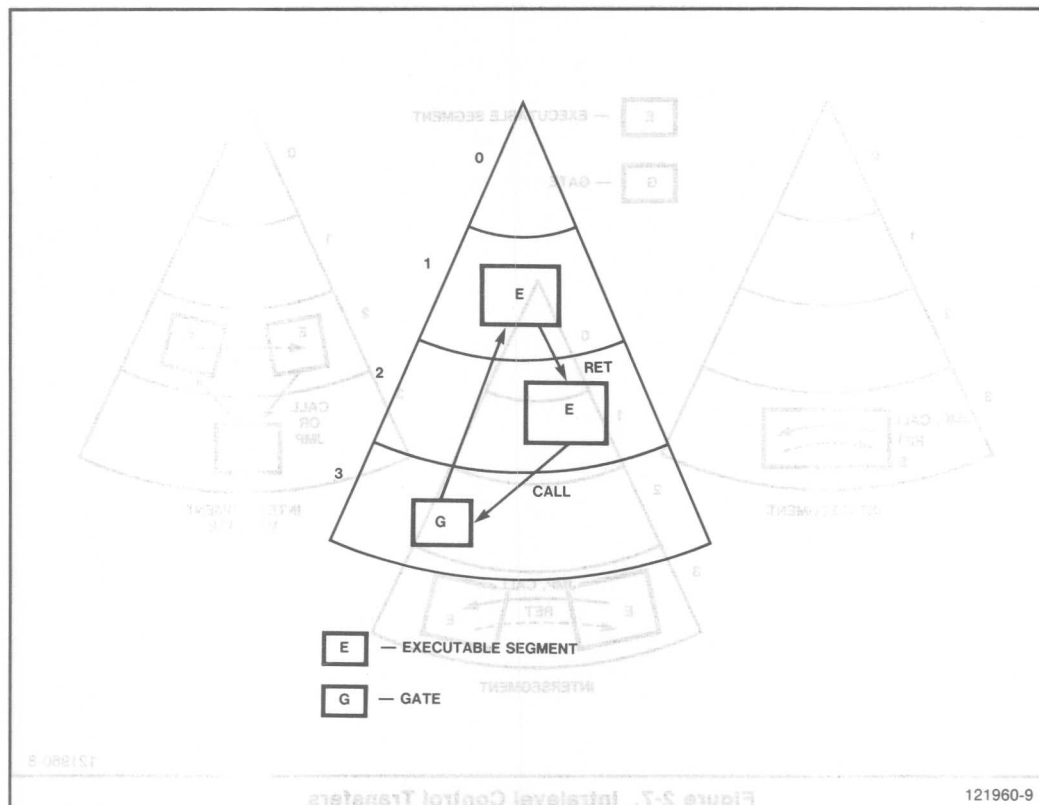 0
1
E
2
RET
E
3
CALL
G
E — EXECUTABLE SEGMENT
G — GATE
121960-9